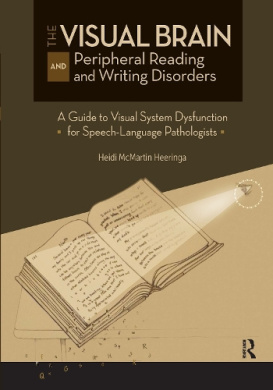 THE VISUAL BRAIN
AND Peripheral Reading
and Writing Disorders
A Guide to Visual System Dysfunction
• for Speech-Language Pathologists •
Heidi McMartin Heeringa
R